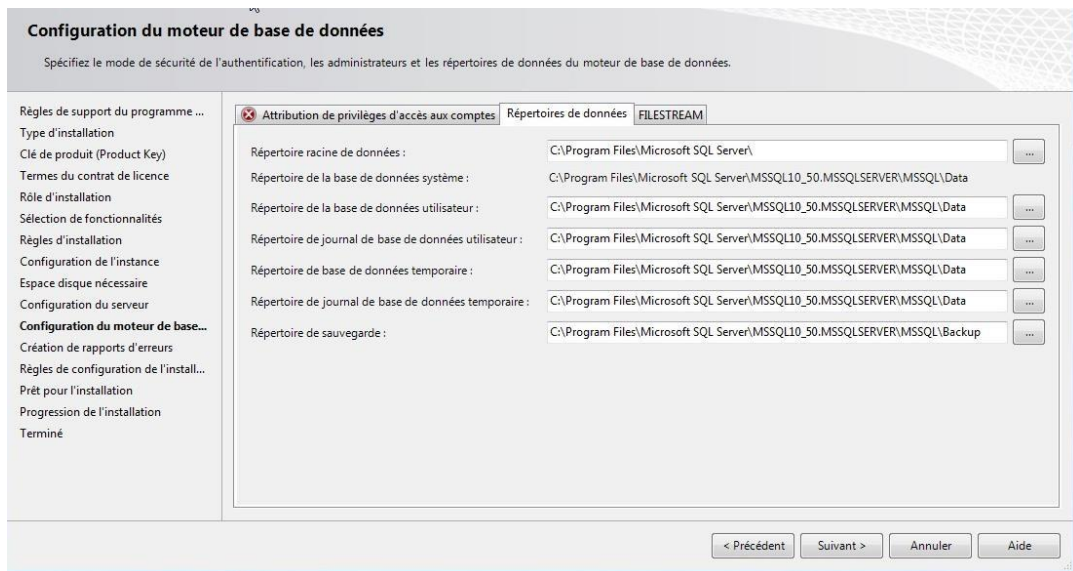 Configuration du moteur de base de données
Spécifiez le mode de sécurité de l'authentification, les administrateurs et les répertoires de données du moteur de base de données.
Règles de support du programme ...
Type d'installation
Clé de produit (Product Key)
Termes du contrat de licence
Rôle d'installation
Sélection de fonctionnalités
Règles d'installation
Configuration de l'instance
Espace disque nécessaire
Configuration du serveur
Configuration du moteur de base...
Création de rapports d'erreurs
Règles de configuration de l'install...
Prêt pour l'installation
Progression de l'installation
Terminé
Attribution de privilèges d'accès aux comptes Répertoires de données FILESTREAM
Répertoire racine de données : C:\Program Files\Microsoft SQL Server\ ...
Répertoire de la base de données système : C:\Program Files\Microsoft SQL Server\MSSQL10_50.MSSQLSERVER\MSSQL\Data
Répertoire de la base de données utilisateur : C:\Program Files\Microsoft SQL Server\MSSQL10_50.MSSQLSERVER\MSSQL\Data ...
Répertoire de journal de base de données utilisateur : C:\Program Files\Microsoft SQL Server\MSSQL10_50.MSSQLSERVER\MSSQL\Data ...
Répertoire de base de données temporaire : C:\Program Files\Microsoft SQL Server\MSSQL10_50.MSSQLSERVER\MSSQL\Data ...
Répertoire de journal de base de données temporaire : C:\Program Files\Microsoft SQL Server\MSSQL10_50.MSSQLSERVER\MSSQL\Data ...
Répertoire de sauvegarde : C:\Program Files\Microsoft SQL Server\MSSQL10_50.MSSQLSERVER\MSSQL\Backup ...
< Précédent Suivant > Annuler Aide